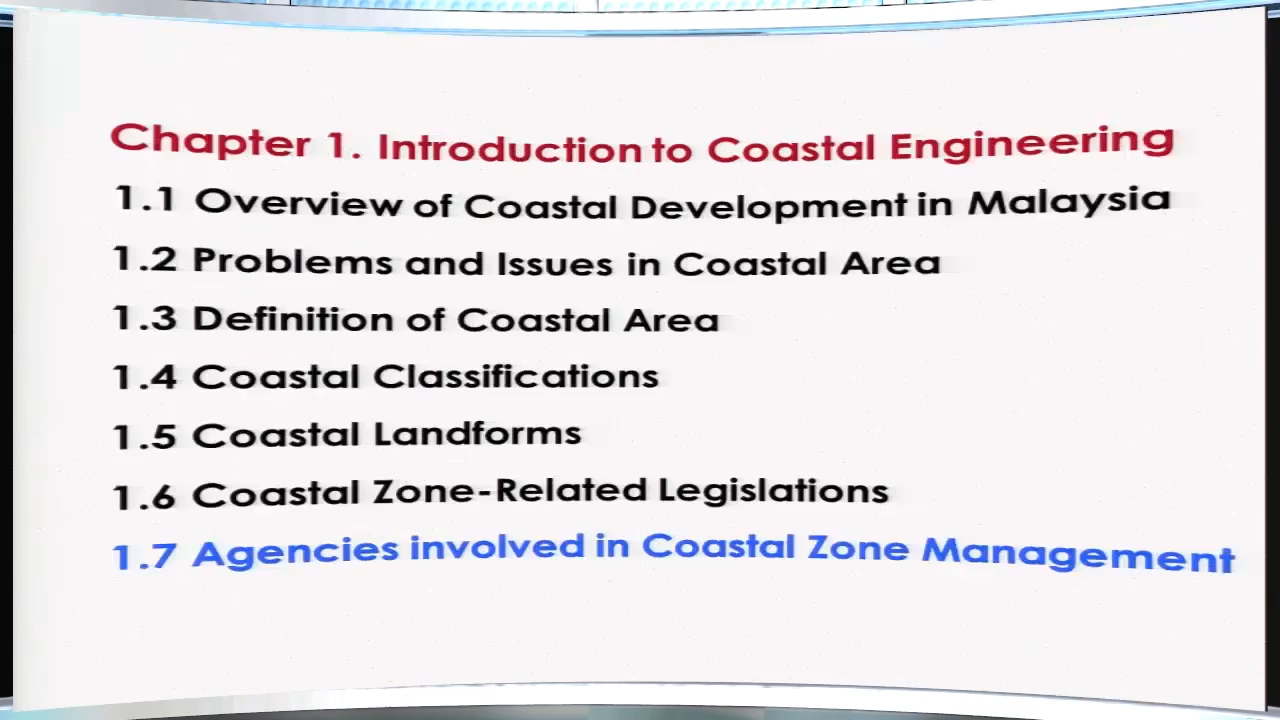 Chapter 1. Introduction to Coastal Engineering
1.1 Overview of Coastal Development in Malaysia
1.2 Problems and Issues in Coastal Area
1.3 Definition of Coastal Area
1.4 Coastal Classifications
1.5 Coastal Landforms
1.6 Coastal Zone-Related Legislations
1.7 Agencies involved in Coastal Zone Management